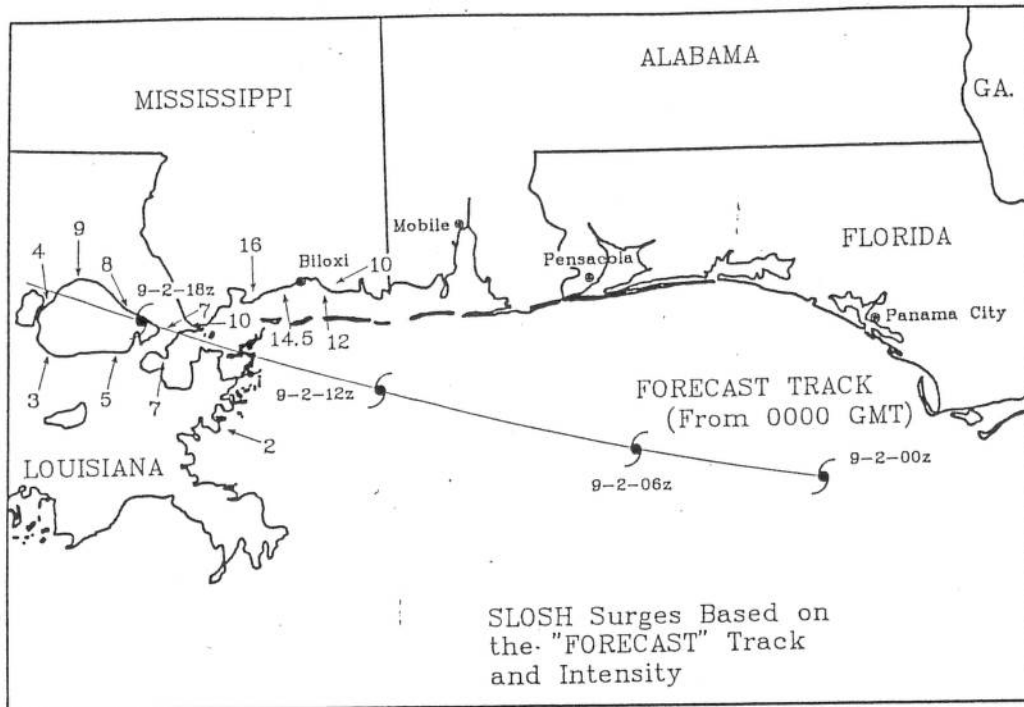 ALABAMA
MISSISSIPPI
GA.
Mobile
9
16
Biloxi
10
Pensacola
FLORIDA
4
8
9-2-18z
7
10
14.5
12
Panama City
3
5
7
9-2-12z
FORECAST TRACK
(From 0000 GMT)
2
LOUISIANA
9-2-06z
9-2-00z
SLOSH Surges Based on
the "FORECAST" Track
and Intensity